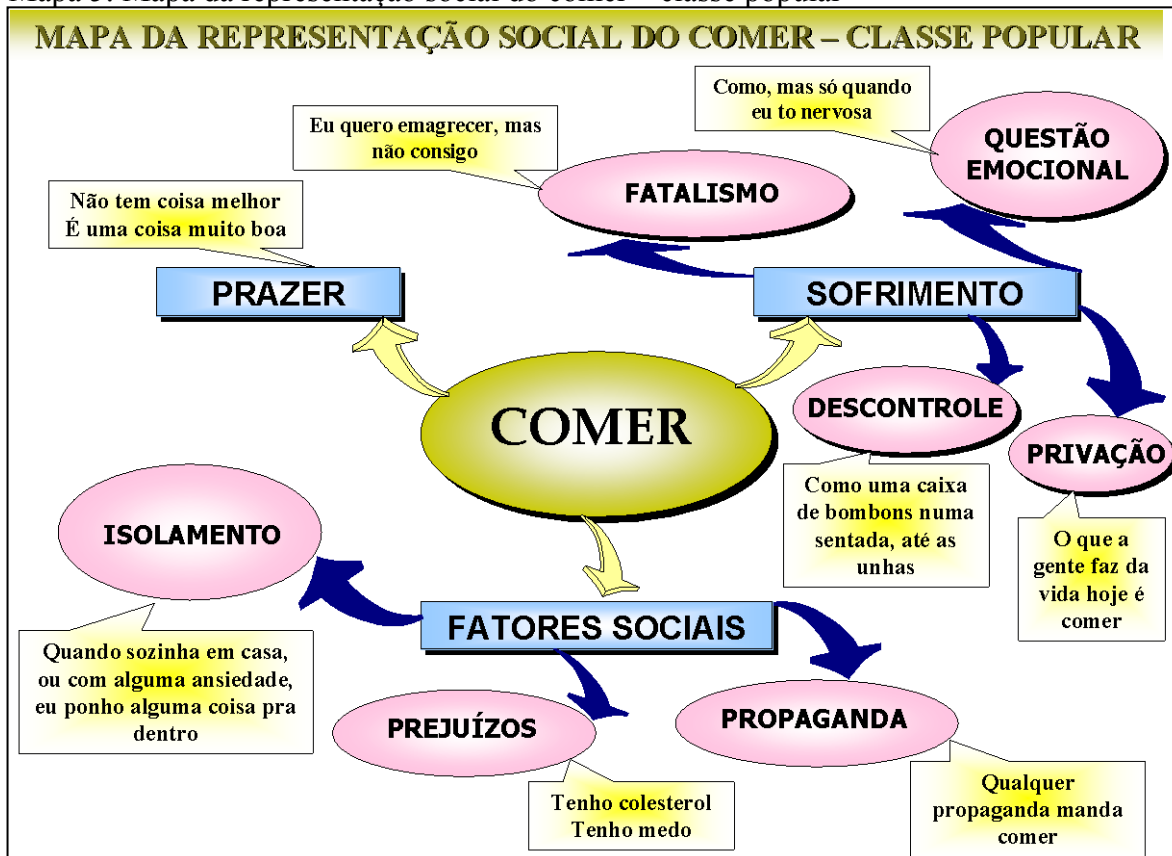 MAPA DA REPRESENTAÇÃO SOCIAL DO COMER – CLASSE POPULAR
Como, mas só quando
eu to nervosa
QUESTÃO
EMOCIONAL
Eu quero emagrecer, mas
não consigo
FATALISMO
Não tem coisa melhor
É uma coisa muito boa
PRAZER
SOFRIMENTO
COMER
DESCONTROLE
PRIVAÇÃO
Como uma caixa
de bombons numa
sentada, até as
unhas
O que a
gente faz da
vida hoje é
comer
ISOLAMENTO
FATORES SOCIAIS
Quando sozinha em casa,
ou com alguma ansiedade,
eu ponho alguma coisa pra
dentro
PREJUÍZOS
PROPAGANDA
Tenho colesterol
Tenho medo
Qualquer
propaganda manda
comer